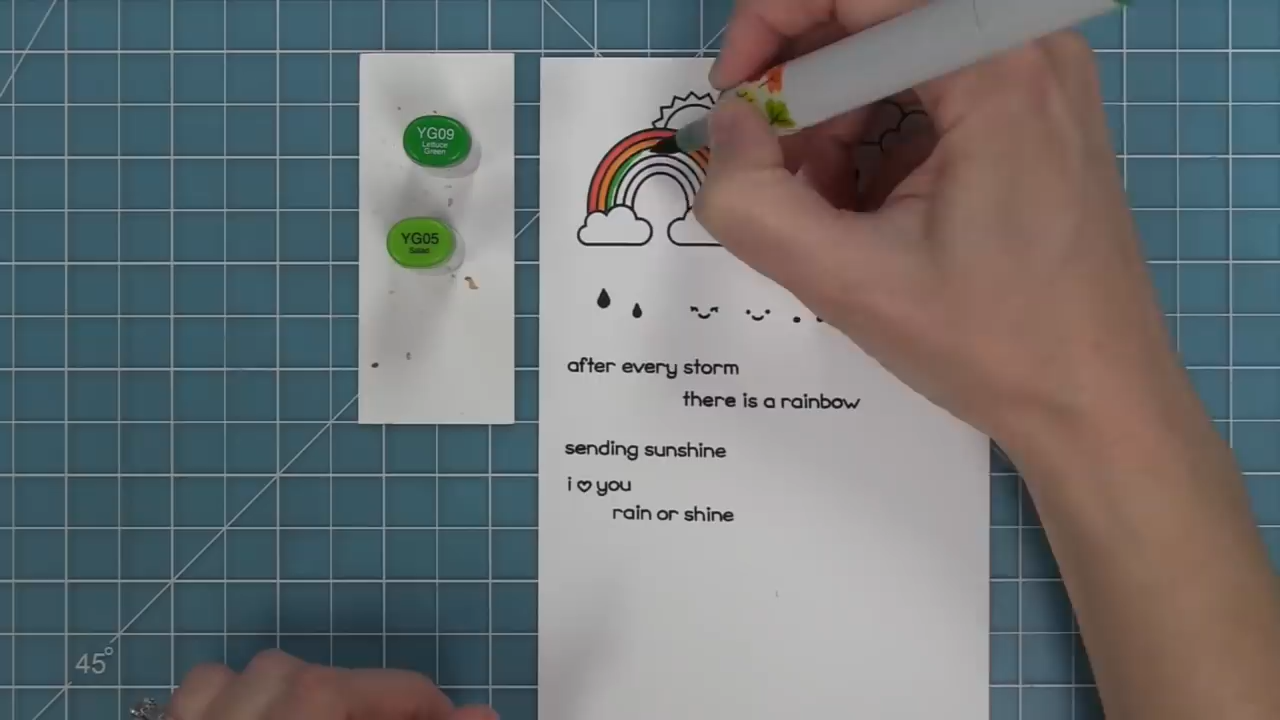 YG09
Lettuce
Green
YG05
Salad
after every storm
there is a rainbow
sending sunshine
i ♡ you
rain or shine
45°